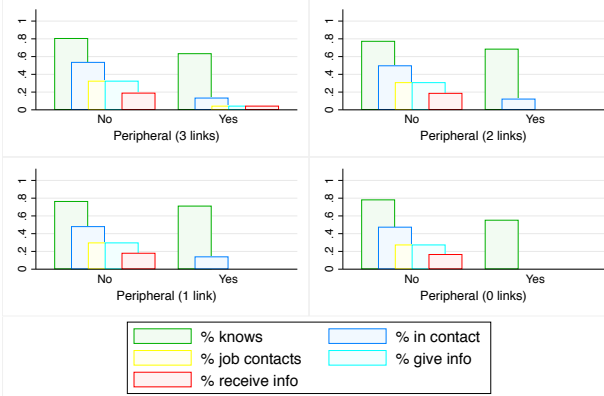 1
.8
.6
.4
.2
0
No Yes
Peripheral (3 links)
1
.8
.6
.4
.2
0
No Yes
Peripheral (2 links)
1
.8
.6
.4
.2
0
No Yes
Peripheral (1 link)
1
.8
.6
.4
.2
0
No Yes
Peripheral (0 links)
% knows % in contact
% job contacts % give info
% receive info